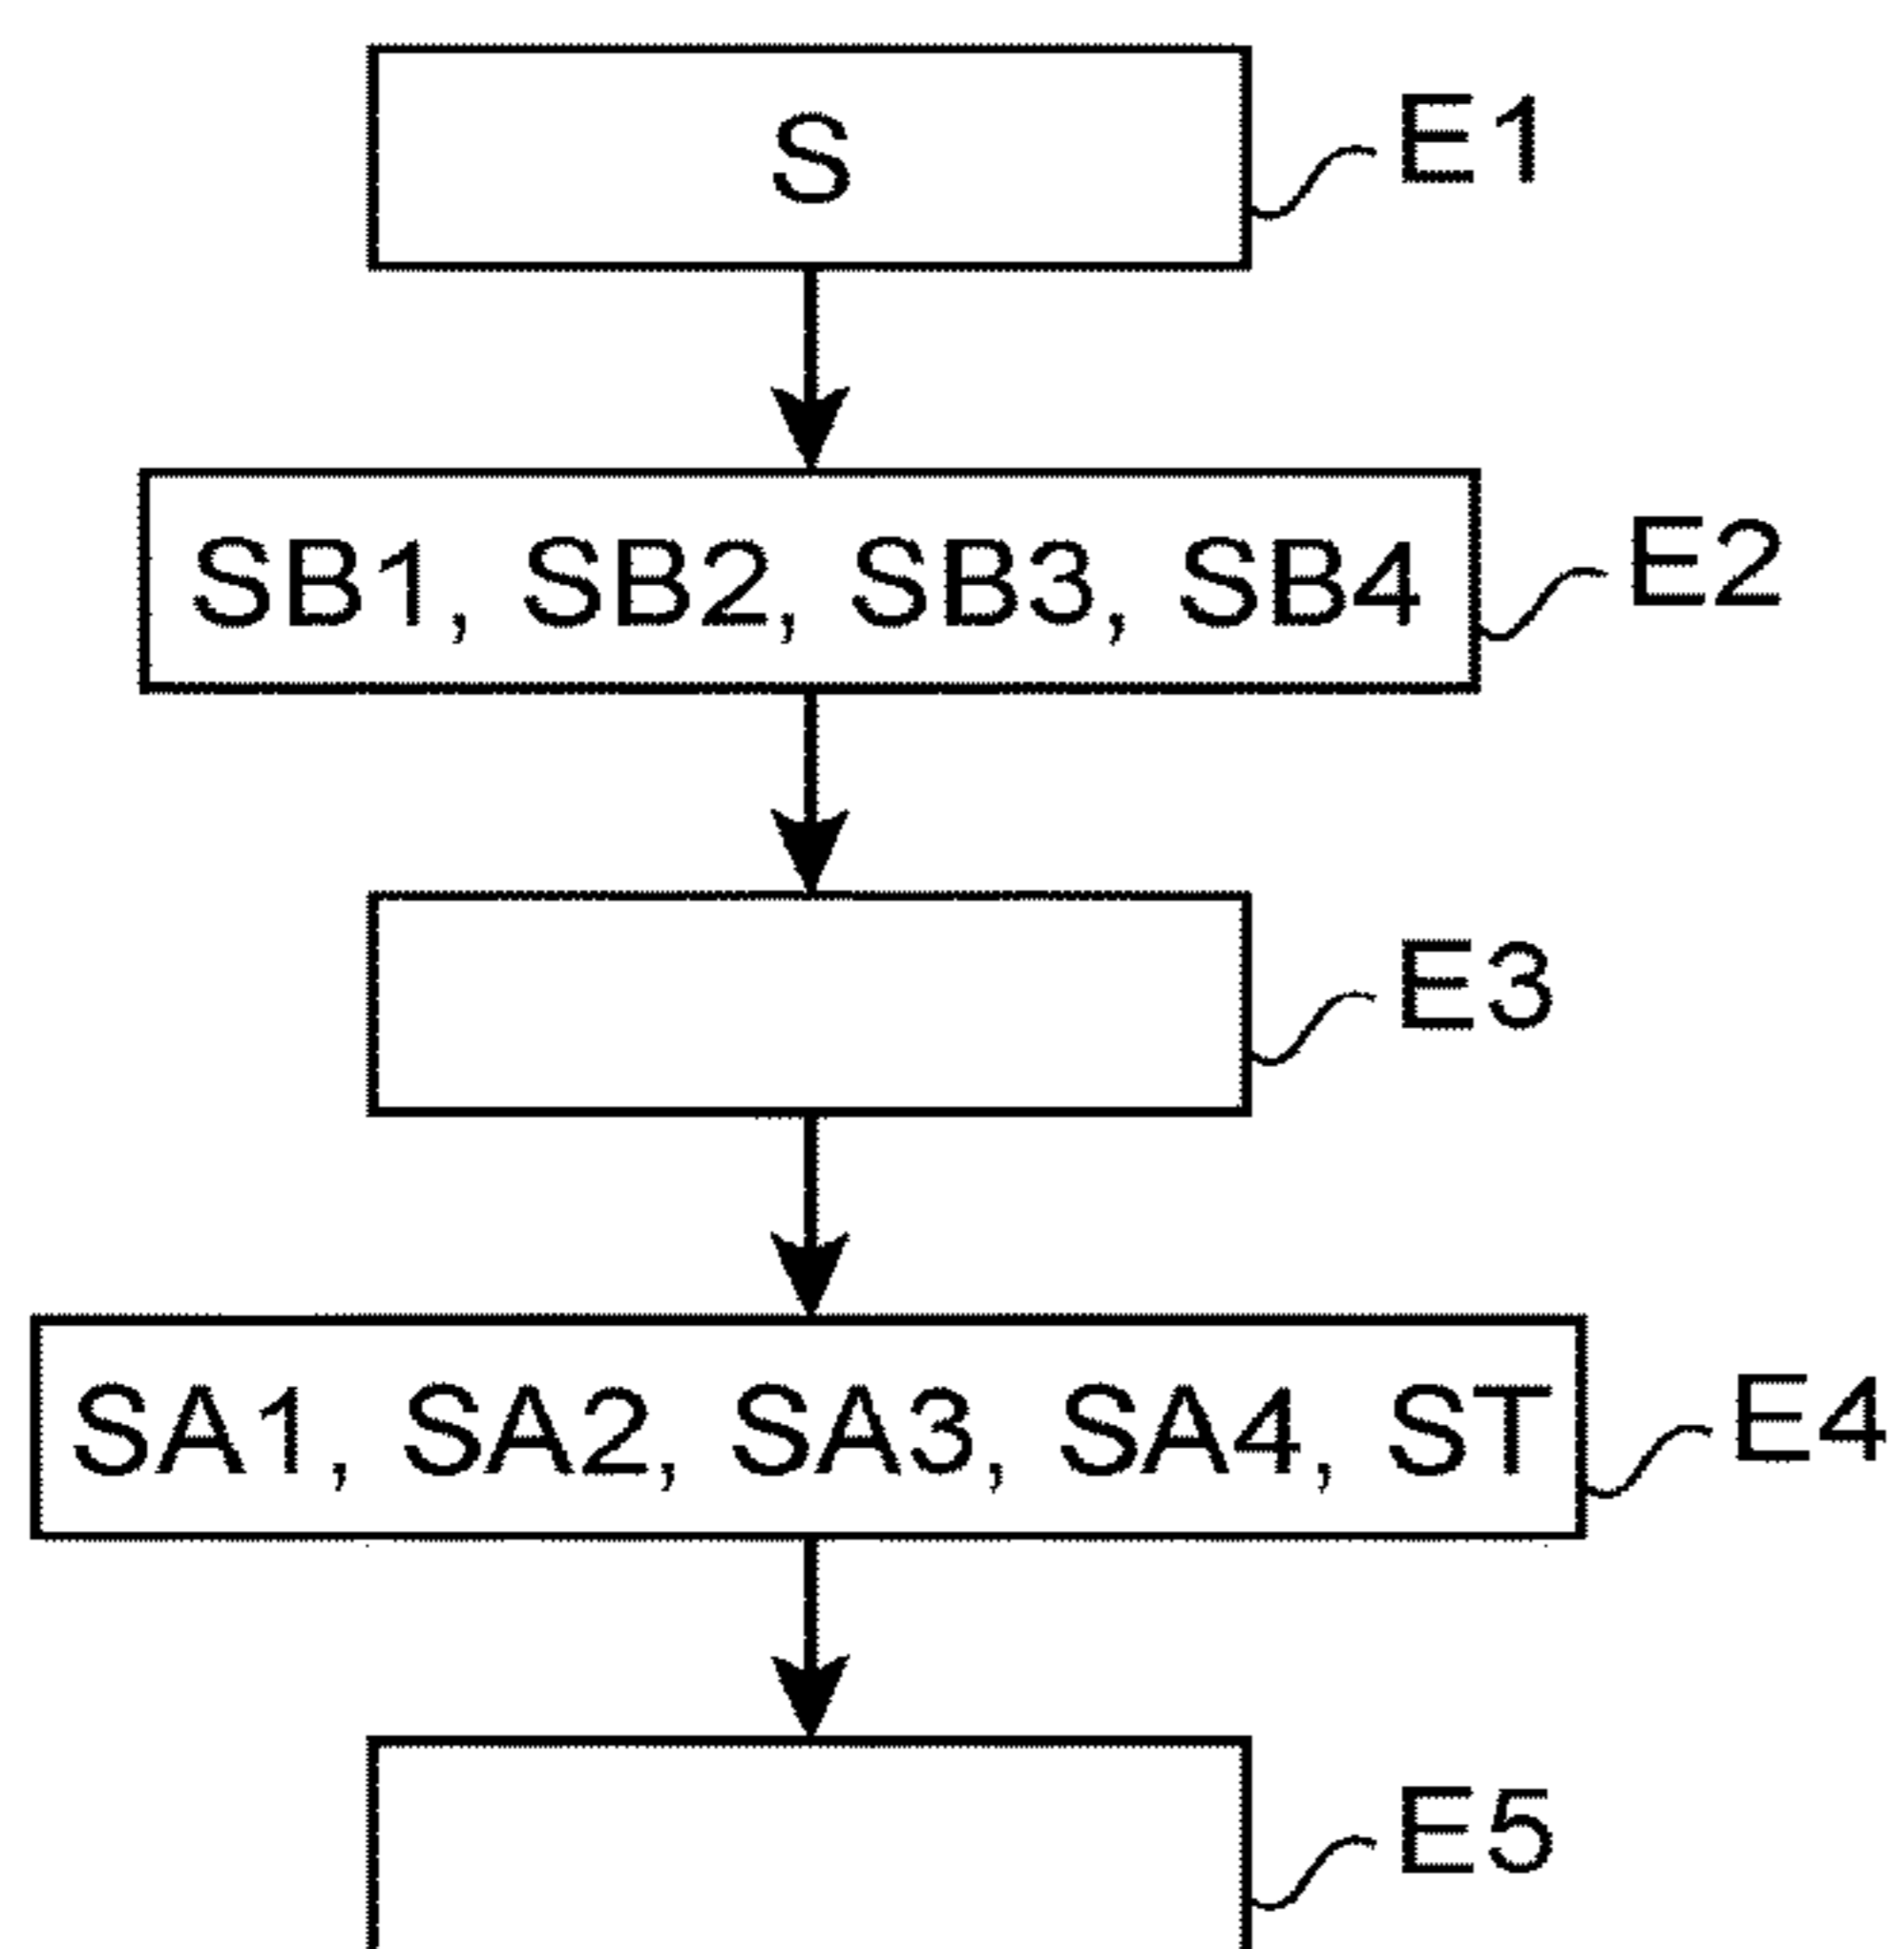 S E1
SB1, SB2, SB3, SB4 E2
E3
SA1, SA2, SA3, SA4, ST E4
E5